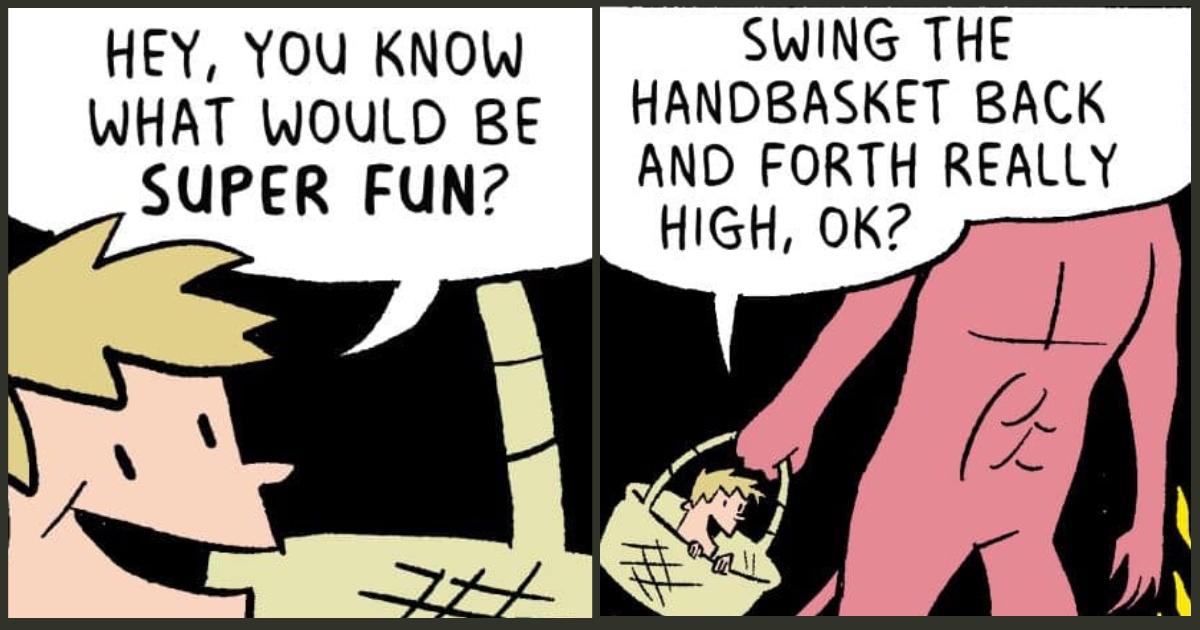 HEY, YOU KNOW
WHAT WOULD BE
SUPER FUN?
SWING THE
HANDBASKET BACK
AND FORTH REALLY
HIGH, OK?